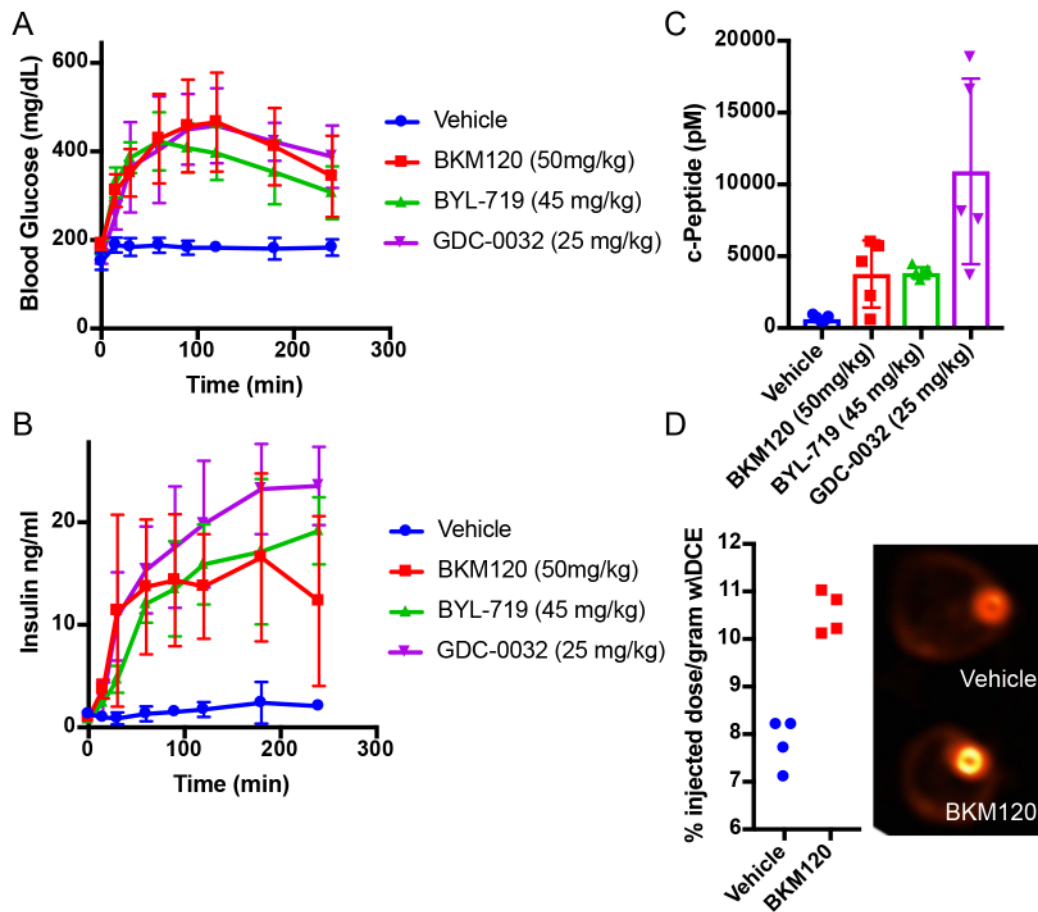 A
Blood Glucose (mg/dL)
600
400
200
0
0
100
200
300
Time (min)
Vehicle
BKM120 (50mg/kg)
BYL-719 (45 mg/kg)
GDC-0032 (25 mg/kg)
B
Insulin ng/ml
20
10
0
0
100
200
300
Time (min)
Vehicle
BKM120 (50mg/kg)
BYL-719 (45 mg/kg)
GDC-0032 (25 mg/kg)
C
c-Peptide (pM)
20000
15000
10000
5000
0
Vehicle
BKM120 (50mg/kg)
BYL-719 (45 mg/kg)
GDC-0032 (25 mg/kg)
D
% injected dose/gram w\DCE
12
11
10
9
8
7
6
Vehicle
BKM120
Vehicle
BKM120